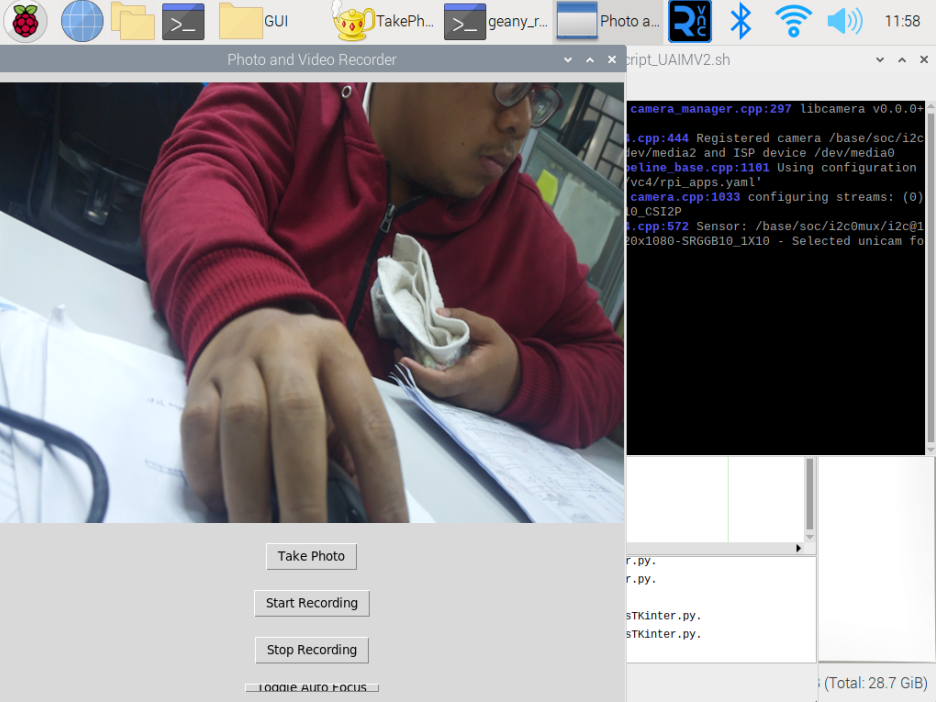 GUI
TakePh...
geany_r...
Photo a...
VNC
11:58
Photo and Video Recorder
cript_UAIMV2.sh
camera_manager.cpp:297 libcamera v0.0.0+
4.cpp:444 Registered camera /base/soc/i2c
dev/media2 and ISP device /dev/media0
peline_base.cpp:1101 Using configuration
/vc4/rpi_apps.yaml'
camera.cpp:1033 configuring streams: (0)
10_CSI2P
4.cpp:572 Sensor: /base/soc/i2c0mux/i2c@1
20x1080-SRGGB10_1X10 - Selected unicam fo
Take Photo
Start Recording
Stop Recording
Toggle Auto Focus
r.py.
er.py.
sTKinter.py.
sTKinter.py.
(Total: 28.7 GiB)